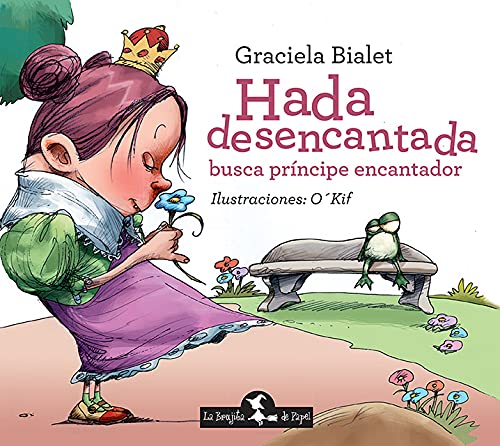 Graciela Bialet
Hada
desencantada
busca príncipe encantador
Ilustraciones: O´Kif
La Brujita de Papel